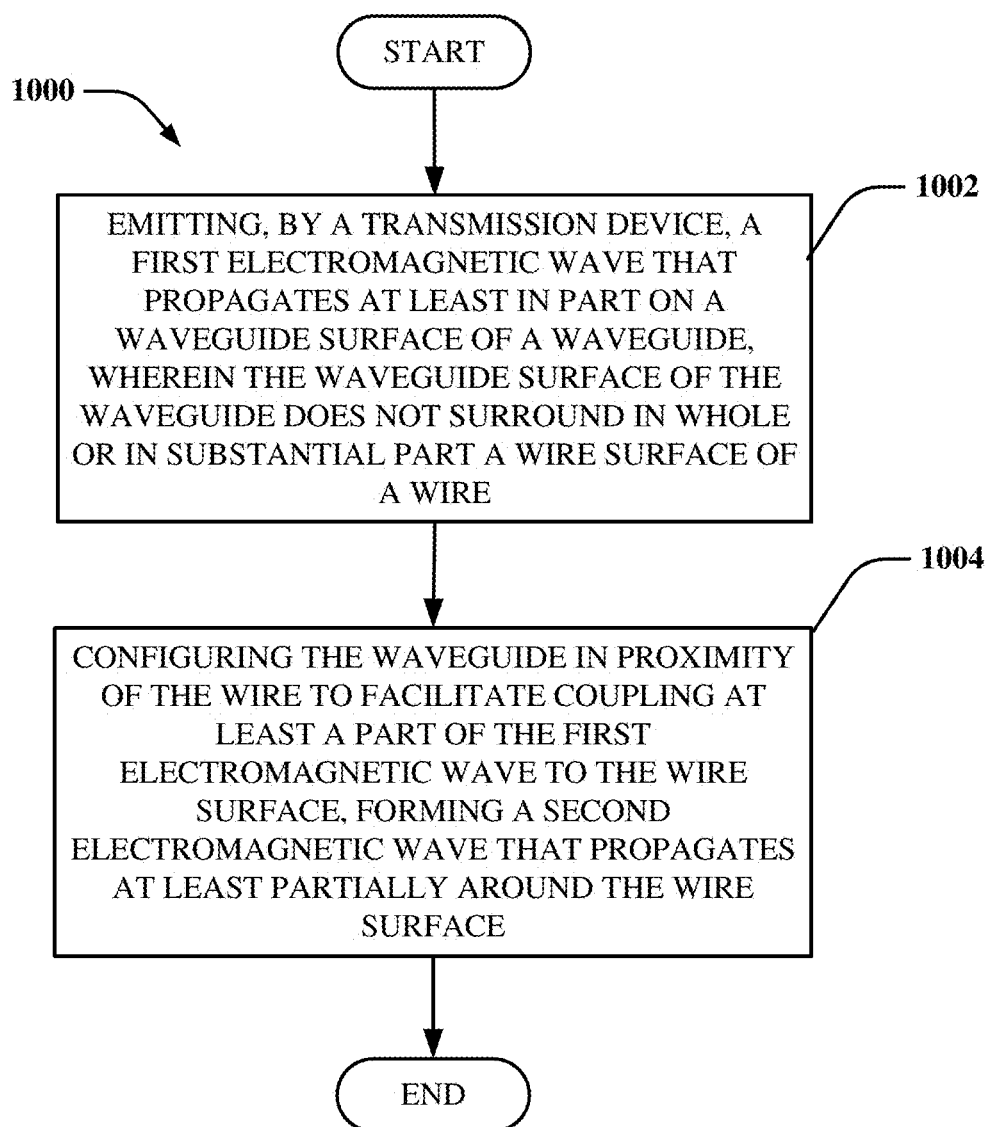 START
1000
1002
EMITTING, BY A TRANSMISSION DEVICE, A
FIRST ELECTROMAGNETIC WAVE THAT
PROPAGATES AT LEAST IN PART ON A
WAVEGUIDE SURFACE OF A WAVEGUIDE,
WHEREIN THE WAVEGUIDE SURFACE OF THE
WAVEGUIDE DOES NOT SURROUND IN WHOLE
OR IN SUBSTANTIAL PART A WIRE SURFACE OF
A WIRE
1004
CONFIGURING THE WAVEGUIDE IN PROXIMITY
OF THE WIRE TO FACILITATE COUPLING AT
LEAST A PART OF THE FIRST
ELECTROMAGNETIC WAVE TO THE WIRE
SURFACE, FORMING A SECOND
ELECTROMAGNETIC WAVE THAT PROPAGATES
AT LEAST PARTIALLY AROUND THE WIRE
SURFACE
END